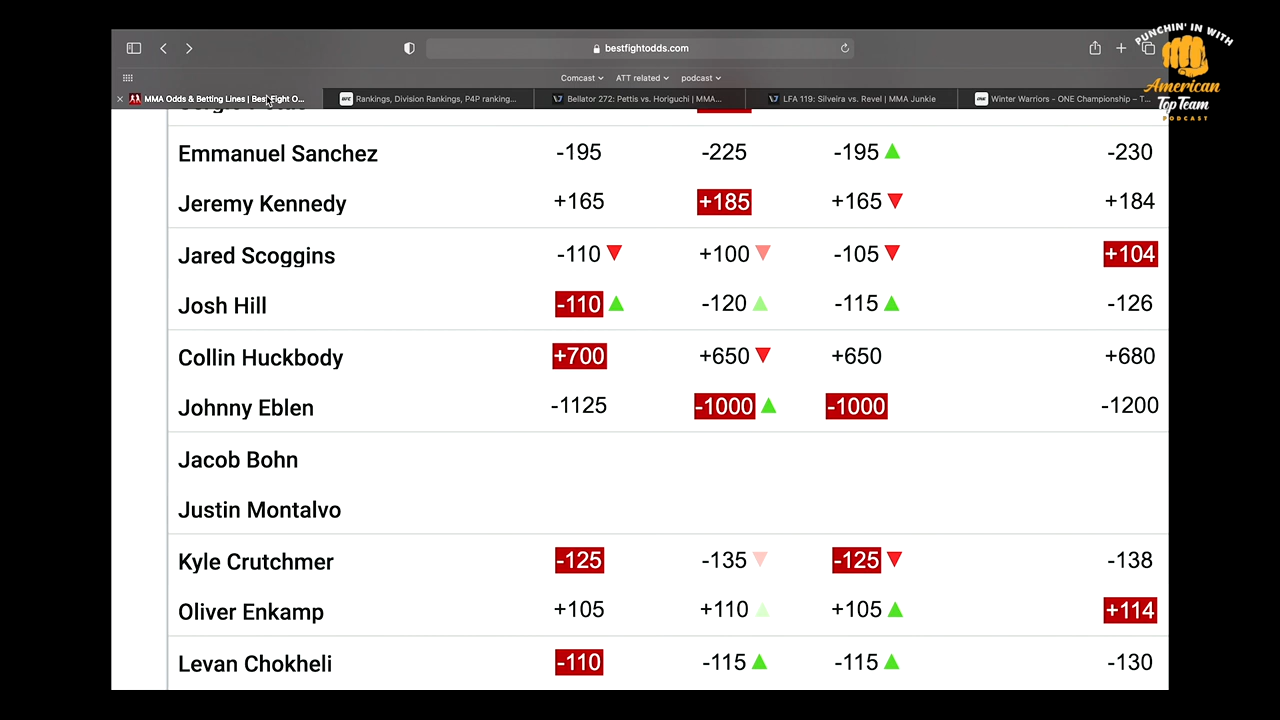 PUNCHIN' IN WITH
American
Top Team
PODCAST
bestfightodds.com
Comcast ATT related podcast
MMA Odds & Betting Lines | Best Fight O...
Rankings, Division Rankings, P4P ranking...
Bellator 272: Pettis vs. Horiguchi | MMA...
LFA 119: Silveira vs. Revel | MMA Junkie
Winter Warriors - ONE Championship – T...
Emmanuel Sanchez -195 -225 -195 -230
Jeremy Kennedy +165 +185 +165 +184
Jared Scoggins -110 +100 -105 +104
Josh Hill -110 -120 -115 -126
Collin Huckbody +700 +650 +650 +680
Johnny Eblen -1125 -1000 -1000 -1200
Jacob Bohn
Justin Montalvo
Kyle Crutchmer -125 -135 -125 -138
Oliver Enkamp +105 +110 +105 +114
Levan Chokheli -110 -115 -115 -130